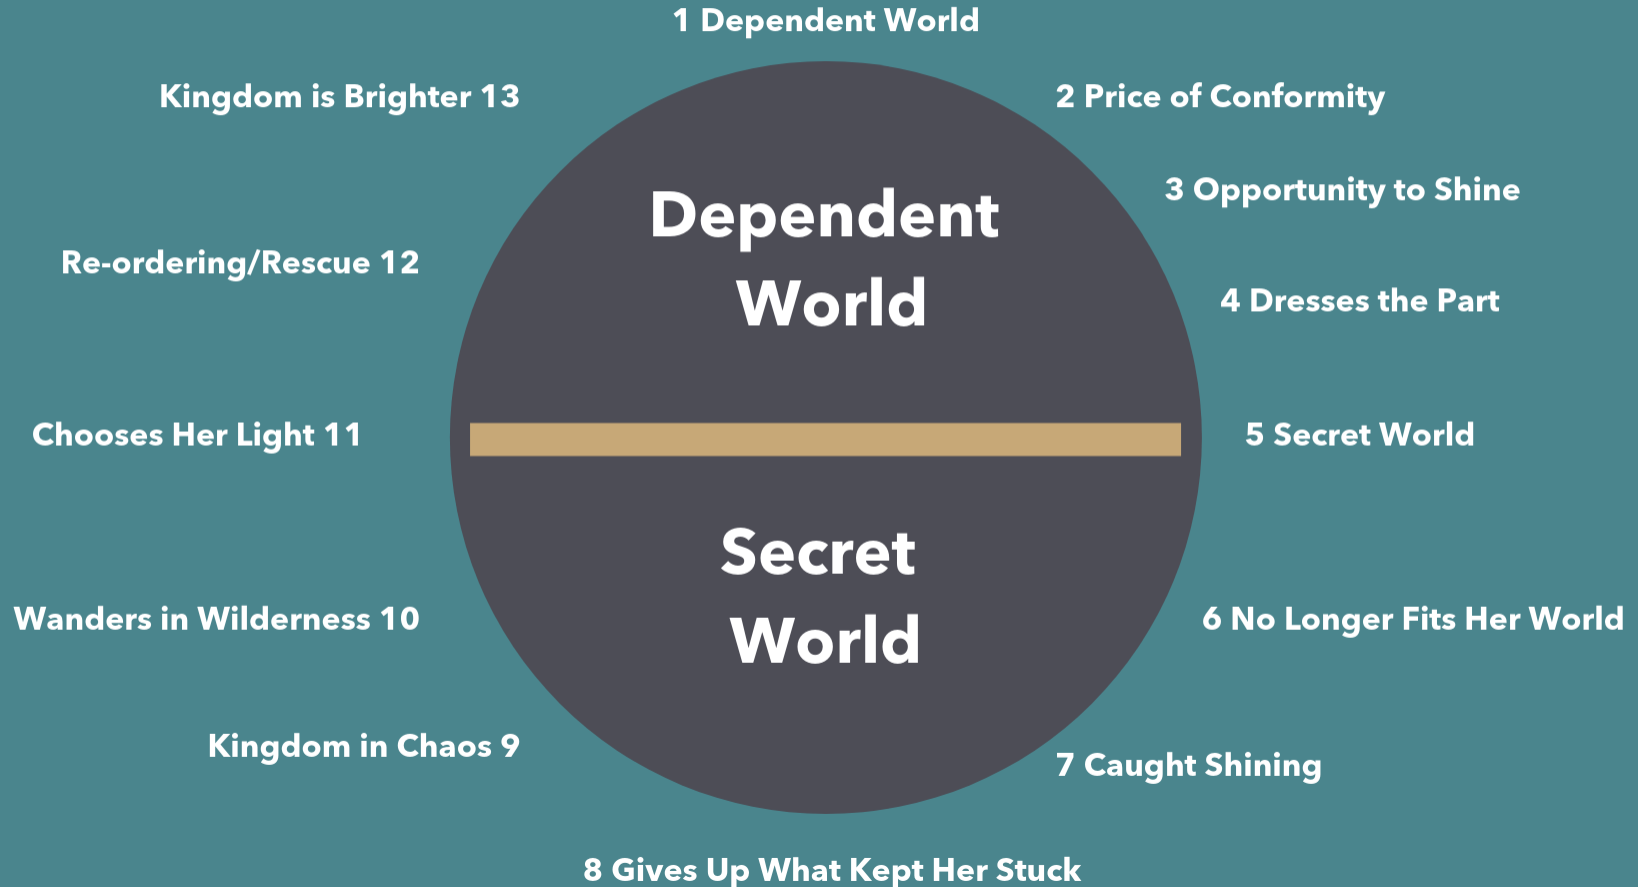 1 Dependent World
Kingdom is Brighter 13
2 Price of Conformity
3 Opportunity to Shine
Dependent
World
Re-ordering/Rescue 12
4 Dresses the Part
Chooses Her Light 11
5 Secret World
Secret
World
Wanders in Wilderness 10
6 No Longer Fits Her World
Kingdom in Chaos 9
7 Caught Shining
8 Gives Up What Kept Her Stuck